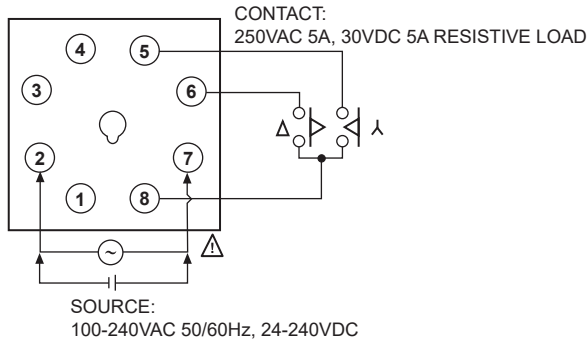 CONTACT:
250VAC 5A, 30VDC 5A RESISTIVE LOAD
4
5
3
6
2
7
1
8
Δ
⅄
~
!
SOURCE:
100-240VAC 50/60Hz, 24-240VDC